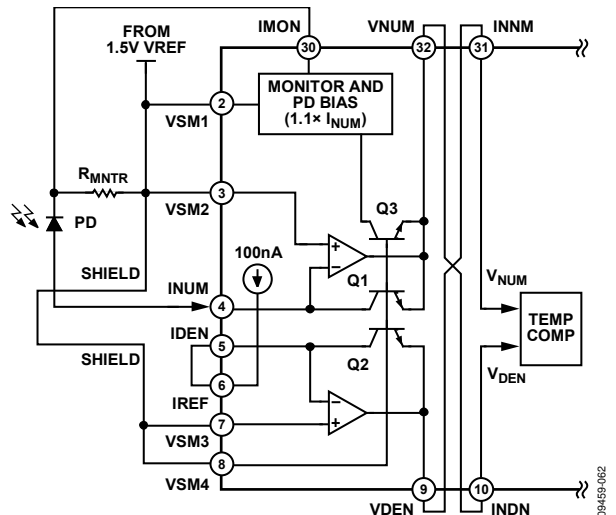 FROM
1.5V VREF
IMON
30
VNUM
32
INNM
31
2
VSM1
MONITOR AND
PD BIAS
(1.1× INUM)
RMNTR
PD
3
VSM2
Q3
100nA
+
−
SHIELD
INUM
4
Q1
VNUM
IDEN
5
Q2
TEMP
COMP
SHIELD
6
IREF
VDEN
−
+
7
VSM3
8
VSM4
9
VDEN
10
INDN
09459-062